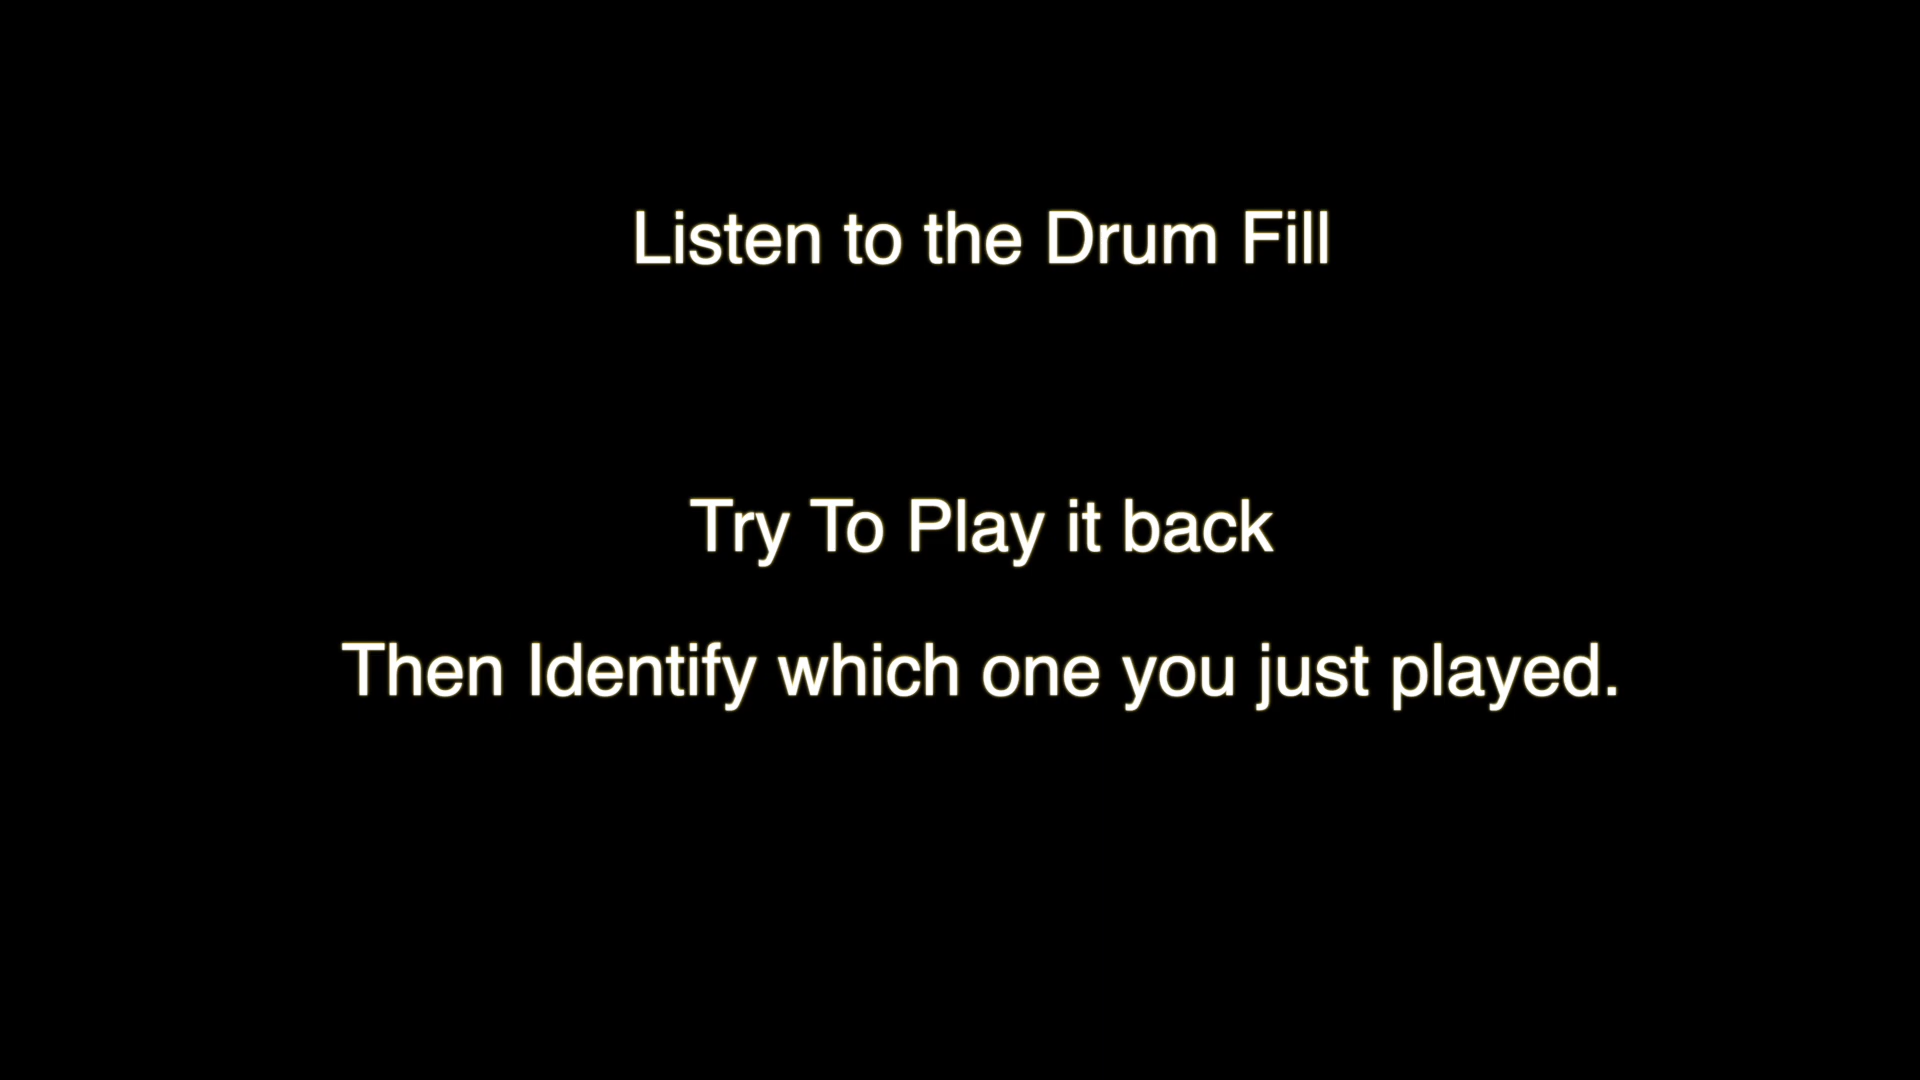 Listen to the Drum Fill
Try To Play it back
Then Identify which one you just played.